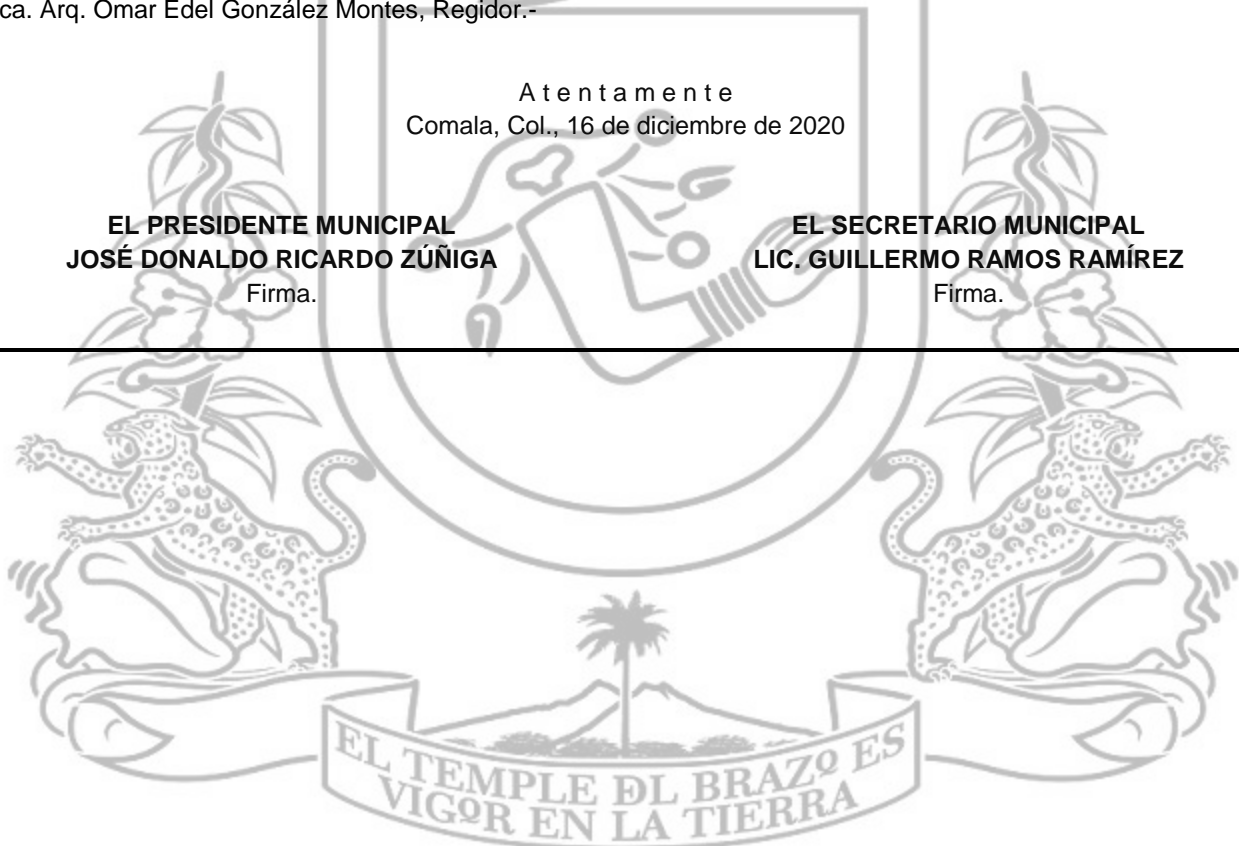 ca. Arq. Omar Edel González Montes, Regidor.-
A t e n t a m e n t e
Comala, Col., 16 de diciembre de 2020
EL PRESIDENTE MUNICIPAL
JOSÉ DONALDO RICARDO ZÚÑIGA
Firma.
EL SECRETARIO MUNICIPAL
LIC. GUILLERMO RAMOS RAMÍREZ
Firma.
EL TEMPLE DL BRAZO ES
VIGOR EN LA TIERRA